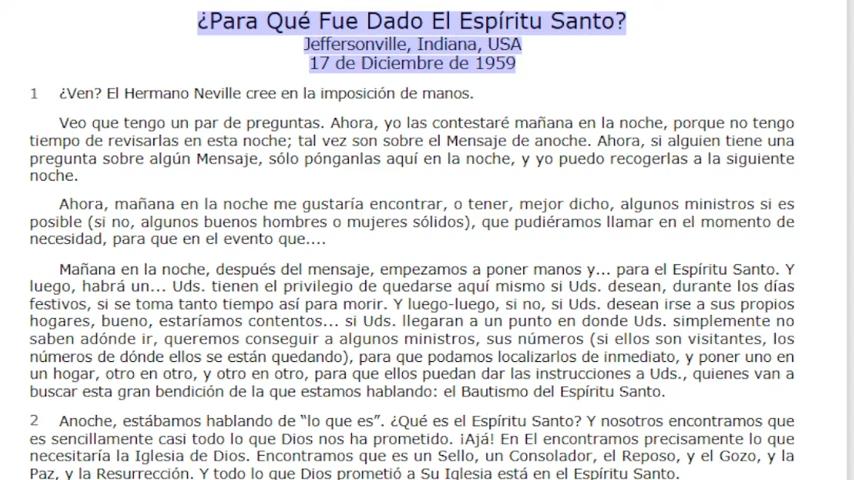 ¿Para Qué Fue Dado El Espíritu Santo?
Jeffersonville, Indiana, USA
17 de Diciembre de 1959
1 ¿Ven? El Hermano Neville cree en la imposición de manos.
Veo que tengo un par de preguntas. Ahora, yo las contestaré mañana en la noche, porque no tengo
tiempo de revisarlas en esta noche; tal vez son sobre el Mensaje de anoche. Ahora, si alguien tiene una
pregunta sobre algún Mensaje, sólo pónganlas aquí en la noche, y yo puedo recogerlas a la siguiente
noche.
Ahora, mañana en la noche me gustaría encontrar, o tener, mejor dicho, algunos ministros si es
posible (si no, algunos buenos hombres o mujeres sólidos), que pudiéramos llamar en el momento de
necesidad, para que en el evento que....
Mañana en la noche, después del mensaje, empezamos a poner manos y... para el Espíritu Santo. Y
luego, habrá un... Uds. tienen el privilegio de quedarse aquí mismo si Uds. desean, durante los días
festivos, si se toma tanto tiempo así para morir. Y luego-luego, si no, si Uds. desean irse a sus propios
hogares, bueno, estaríamos contentos... si Uds. llegaran a un punto en donde Uds. simplemente no
saben adónde ir, queremos conseguir a algunos ministros, sus números (si ellos son visitantes, los
números de dónde ellos se están quedando), para que podamos localizarlos de inmediato, y poner uno en
un hogar, otro en otro, y otro en otro, para que ellos puedan dar las instrucciones a Uds., quienes van a
buscar esta gran bendición de la que estamos hablando: el Bautismo del Espíritu Santo.
2 Anoche, estábamos hablando de “lo que es”. ¿Qué es el Espíritu Santo? Y nosotros encontramos que
es sencillamente casi todo lo que Dios nos ha prometido. ¡Ajá! En El encontramos precisamente lo que
necesitaría la Iglesia de Dios. Encontramos que es un Sello, un Consolador, el Reposo, y el Gozo, y la
Paz, y la Resurrección. Y todo lo que Dios prometió a Su Iglesia está en el Espíritu Santo.